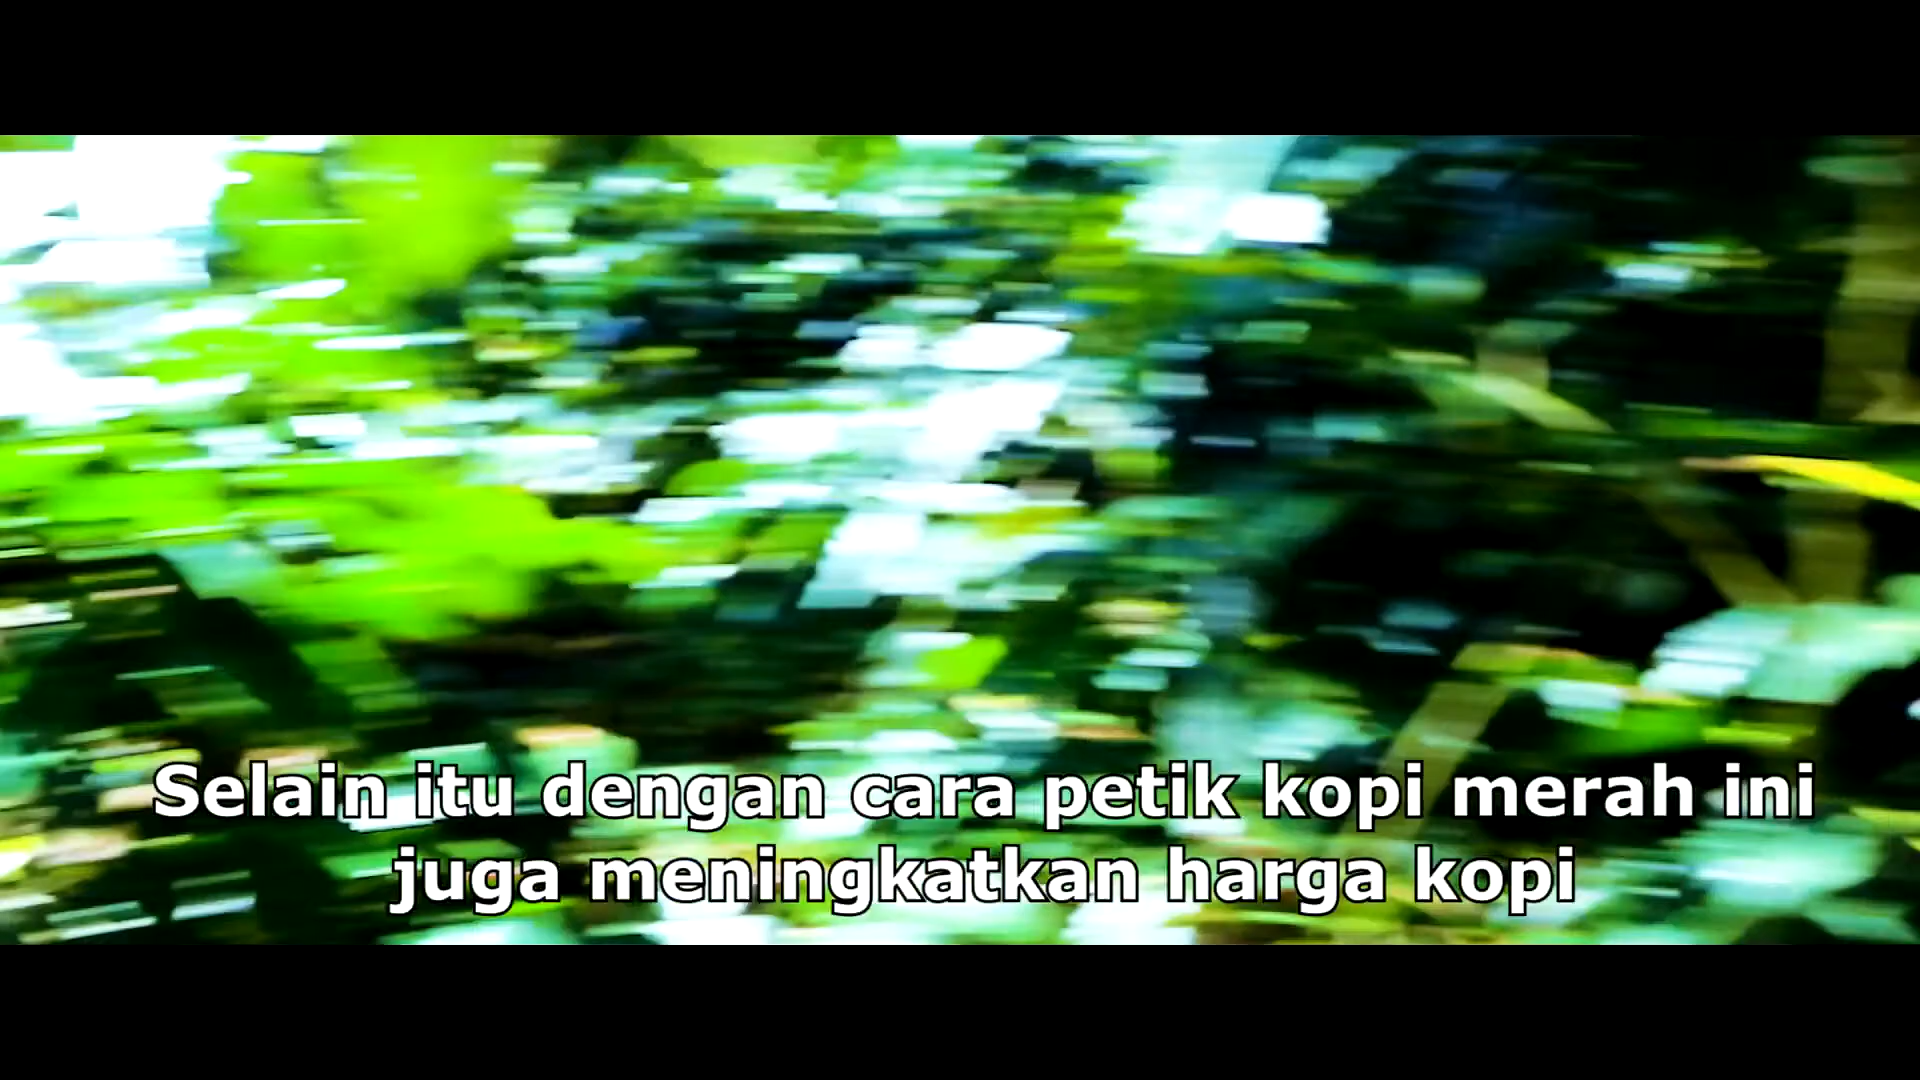 Selain itu dengan cara petik kopi merah ini
juga meningkatkan harga kopi